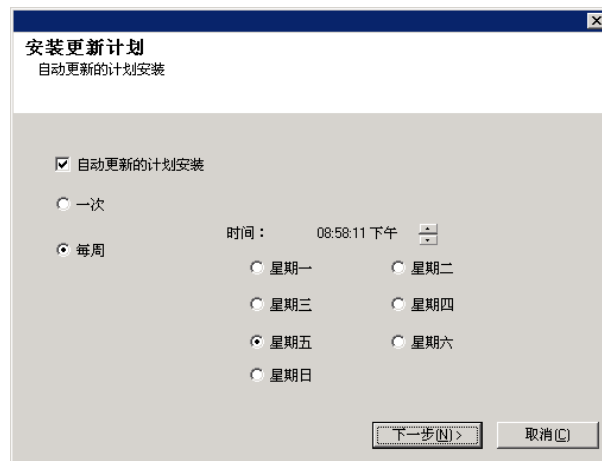 安装更新计划
自动更新的计划安装
自动更新的计划安装
一次
每周
时间： 08:58:11 下午
星期一 星期二
星期三 星期四
星期五 星期六
星期日
下一步(N)> 取消(C)